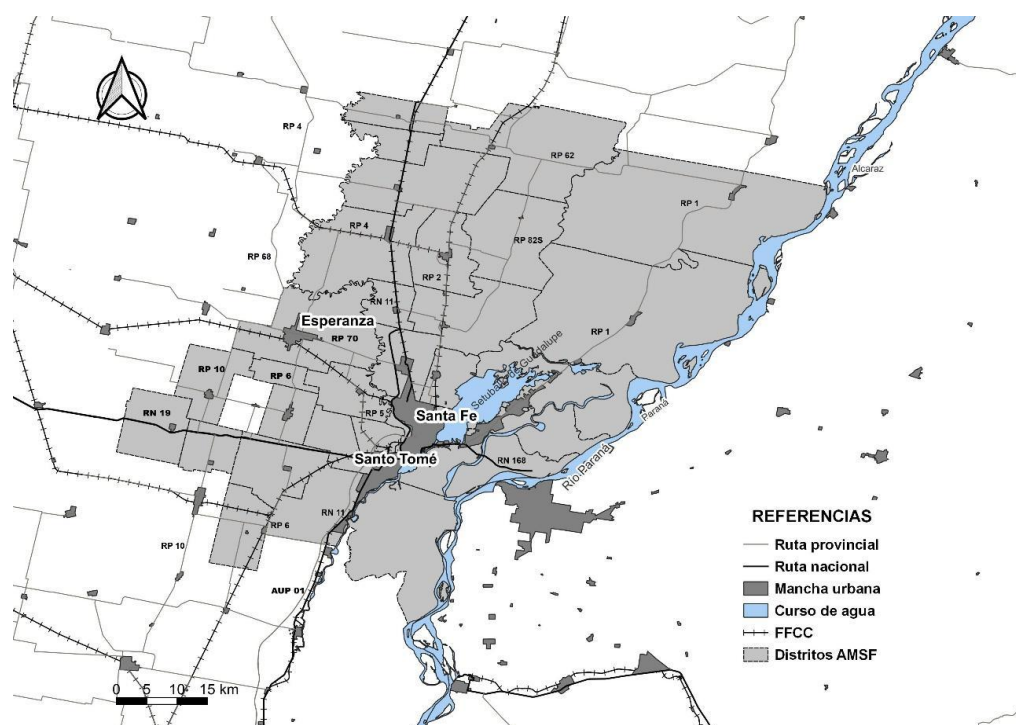 RP 4
RP 62
Alcaraz
RP 1
RP 4
RP 82S
RP 68
RP 2
RN 11
Esperanza
RP 70
RP 1
Setubal o de Guadalupe
RP 10
RP 6
Paraná
RN 19
RP 5
Santa Fe
Santo Tomé
RN 168
Río Paraná
RN 11
RP 6
RP 10
AUP 01
REFERENCIAS
Ruta provincial
Ruta nacional
Mancha urbana
Curso de agua
FFCC
Distritos AMSF
0 5 10 15 km